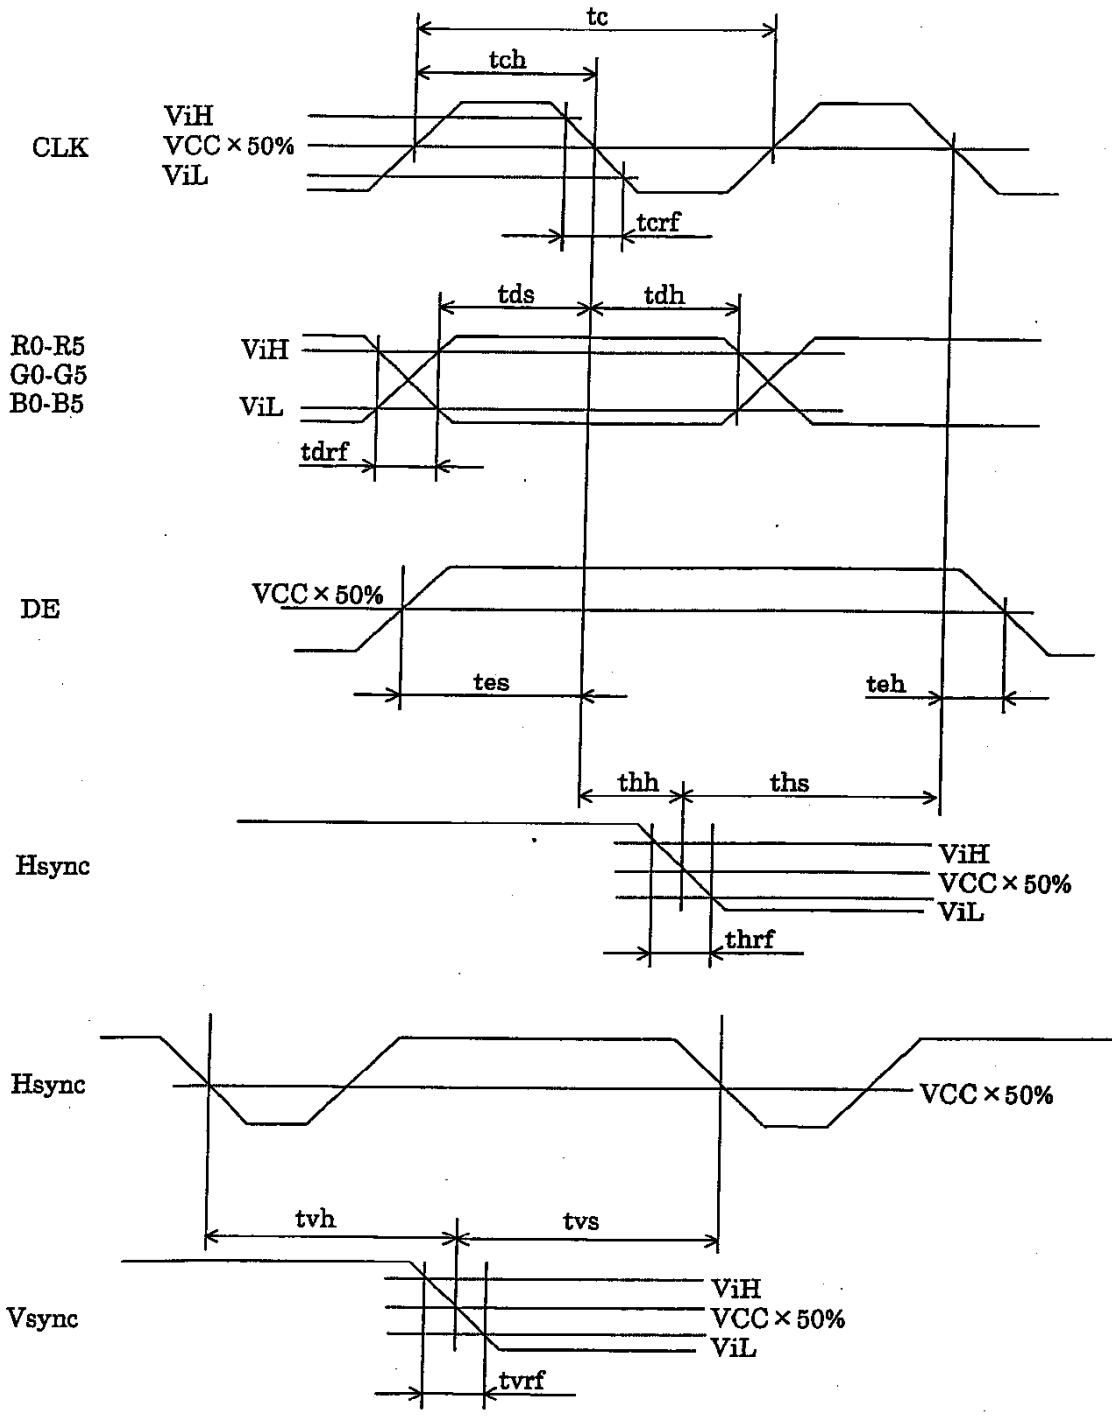 tc
tch
ViH
CLK VCC×50%
ViL
tcrf
tds tdh
R0-R5 ViH
G0-G5
B0-B5 ViL
tdrf
VCC×50%
DE
tes teh
thh ths
ViH
Hsync VCC×50%
ViL
thrf
Hsync VCC×50%
tvh tvs
ViH
Vsync VCC×50%
ViL
tvrf